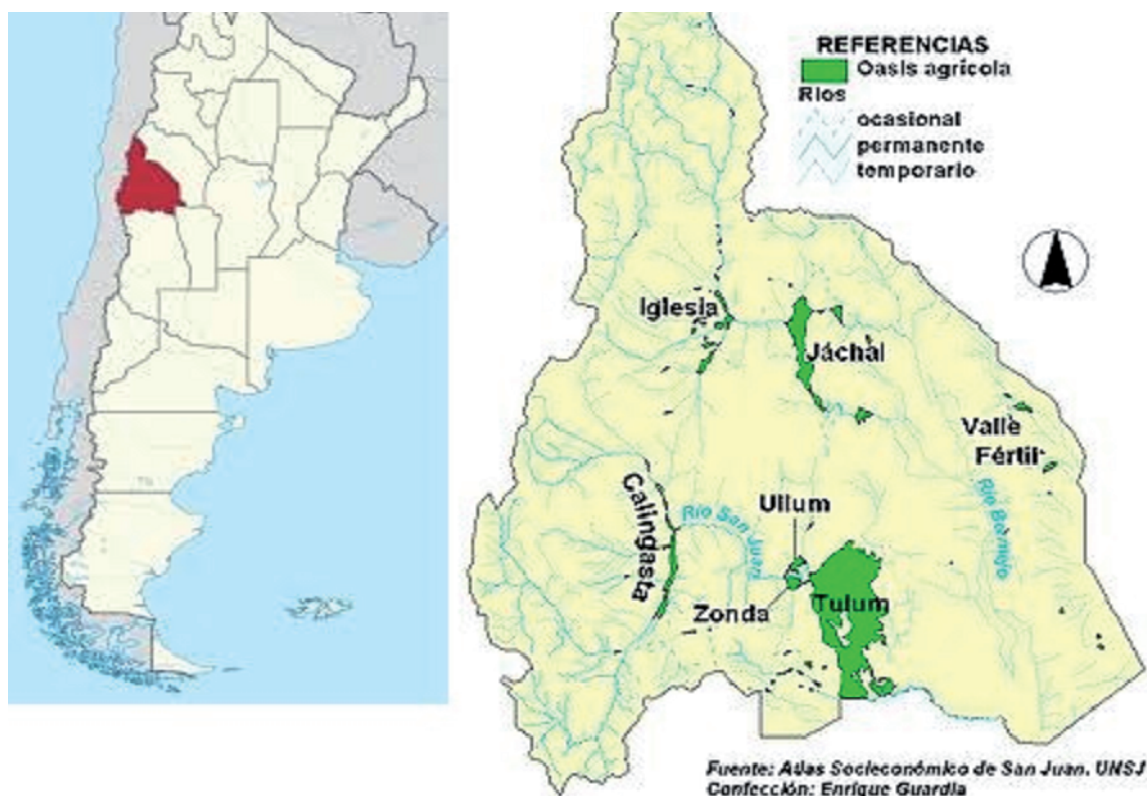 REFERENCIAS
Oasis agrícola
Ríos
ocasional
permanente
temporario
Iglesia
Jáchal
Valle
Fértil
Calingasta
Río San Juan
Ullum
Río Bermejo
Zonda
Tulum
Fuente: Atlas Socieconómico de San Juan. UNSJ
Confección: Enrique Guardia